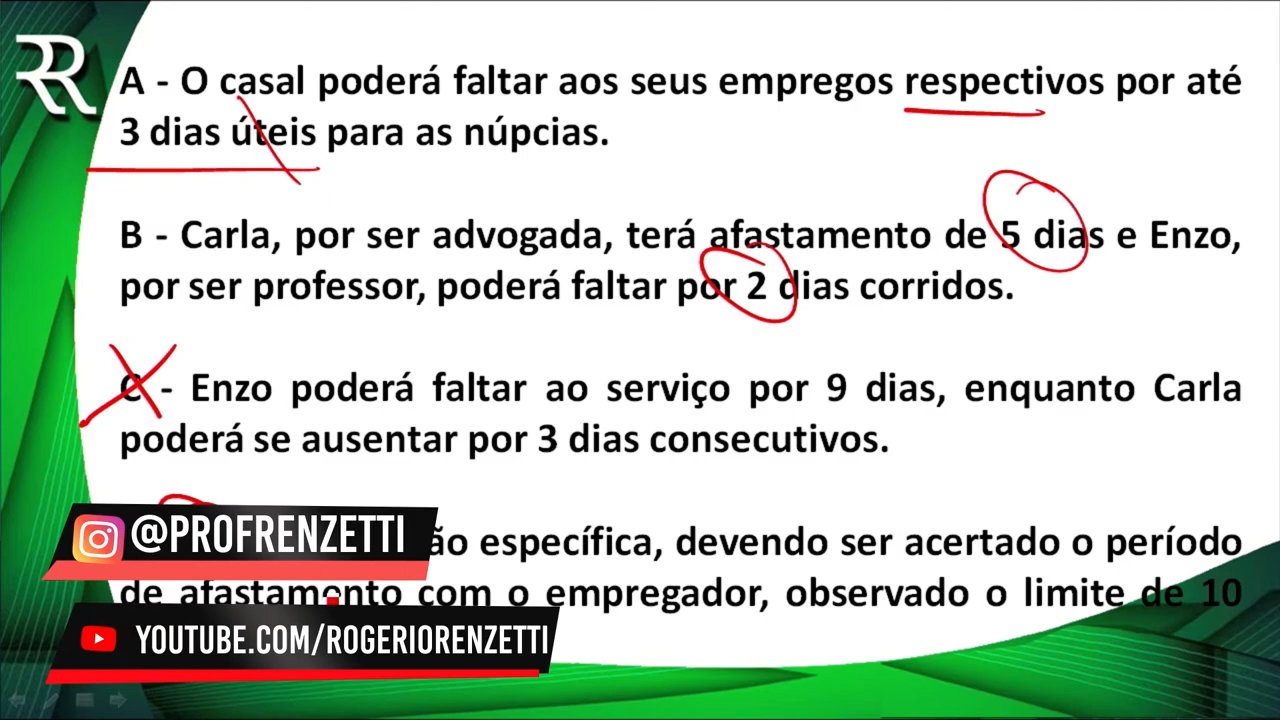 A - O casal poderá faltar aos seus empregos respectivos por até
3 dias úteis para as núpcias.
B - Carla, por ser advogada, terá afastamento de 5 dias e Enzo,
por ser professor, poderá faltar por 2 dias corridos.
C - Enzo poderá faltar ao serviço por 9 dias, enquanto Carla
poderá se ausentar por 3 dias consecutivos.
específica, devendo ser acertado o período
de afastamento com o empregador, observado o limite de 10
@PROFRENZETTI
YOUTUBE.COM/ROGERIORENZETTI